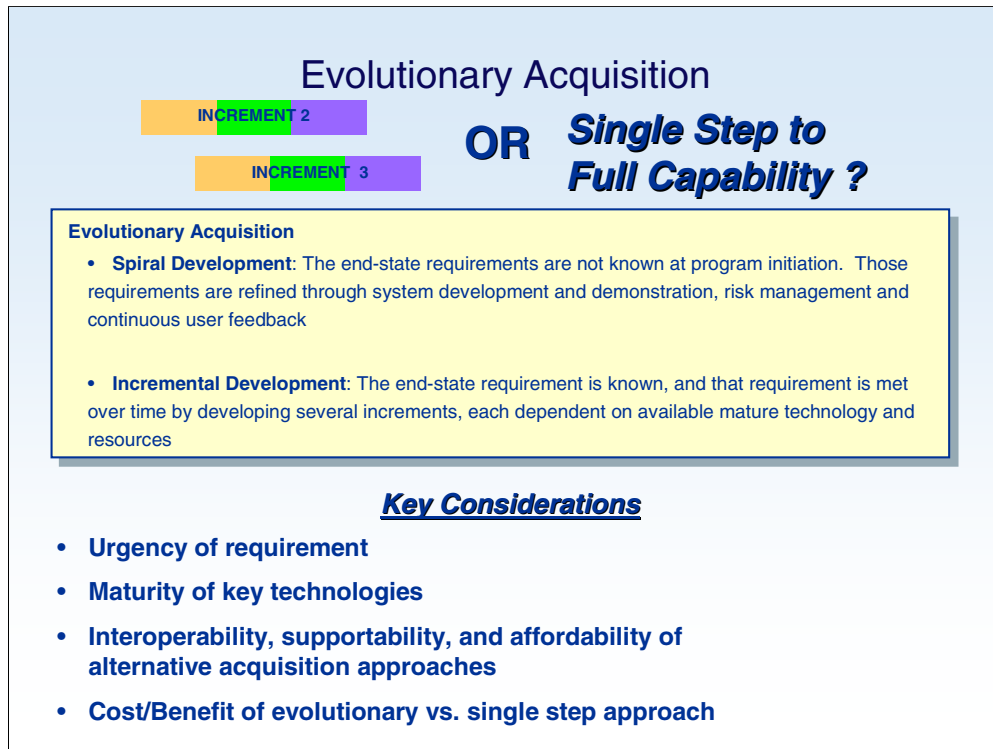 Evolutionary Acquisition
INCREMENT 2
INCREMENT  3
OR
Single Step to
Full Capability ?
Evolutionary Acquisition
• Spiral Development: The end-state requirements are not known at program initiation.  Those
requirements are refined through system development and demonstration, risk management and
continuous user feedback
• Incremental Development: The end-state requirement is known, and that requirement is met
over time by developing several increments, each dependent on available mature technology and
resources
Key Considerations
• Urgency of requirement
• Maturity of key technologies
• Interoperability, supportability, and affordability of
alternative acquisition approaches
• Cost/Benefit of evolutionary vs. single step approach